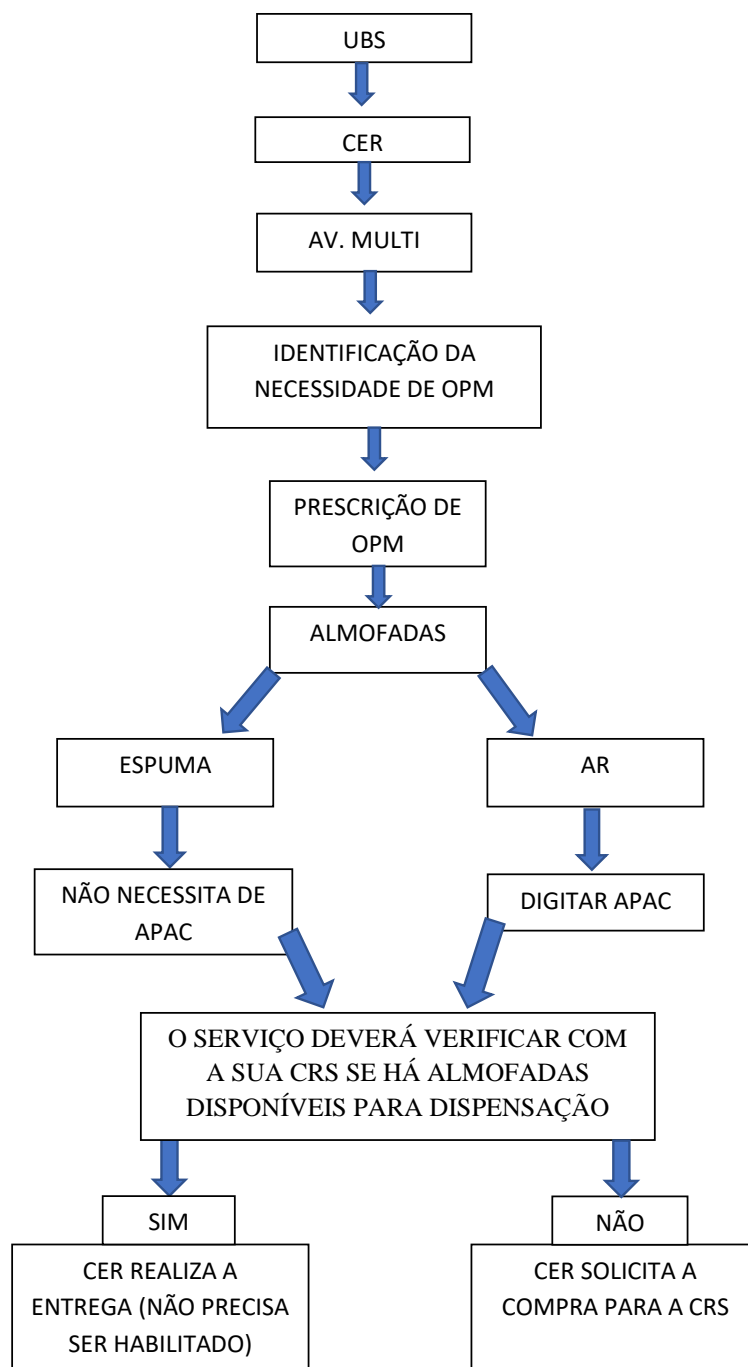 UBS
CER
AV. MULTI
IDENTIFICAÇÃO DA
NECESSIDADE DE OPM
PRESCRIÇÃO DE
OPM
ALMOFADAS
ESPUMA
AR
NÃO NECESSITA DE
APAC
DIGITAR APAC
O SERVIÇO DEVERÁ VERIFICAR COM
A SUA CRS SE HÁ ALMOFADAS
DISPONÍVEIS PARA DISPENSAÇÃO
SIM
CER REALIZA A
ENTREGA (NÃO PRECISA
SER HABILITADO)
NÃO
CER SOLICITA A
COMPRA PARA A CRS